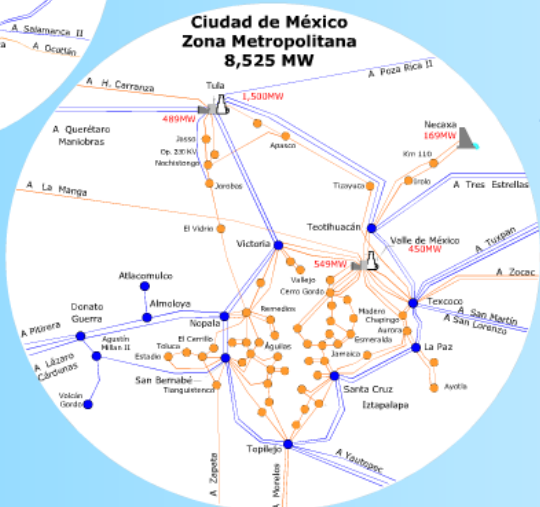 A Salamanca II
A Ocotlán
Ciudad de México
Zona Metropolitana
8,525 MW
A H. Carranza
Tula
A Poza Rica II
1,500MW
489MW
Necaxa
169MW
A Querétaro
Maniobras
Jasso
Op. 230 KV
Nochistongo
Apasco
Km 110
A La Manga
Jorobas
Tizayuca
A Tres Estrellas
El Vidrio
Teotihuacán
Victoria
Valle de México
450MW
A Tuxpan
549MW
Atlacomulco
Vallejo
Cerro Gordo
A Zocac
Donato
Guerra
Almoloya
Remedios
Madero
Chapingo
Texcoco
A San Martín
A San Lorenzo
A Pitirera
Nopala
Aurora
Esmeralda
Agustín
Millan II
El Cerrillo
Toluca
Estadio
Águilas
Jamaica
La Paz
A Lázaro
Cárdenas
San Bernabé
Tianguistenco
Santa Cruz
Ayotla
Volcán
Gordo
Iztapalapa
Topilejo
A Yautepec
A Zapata
A Morelos